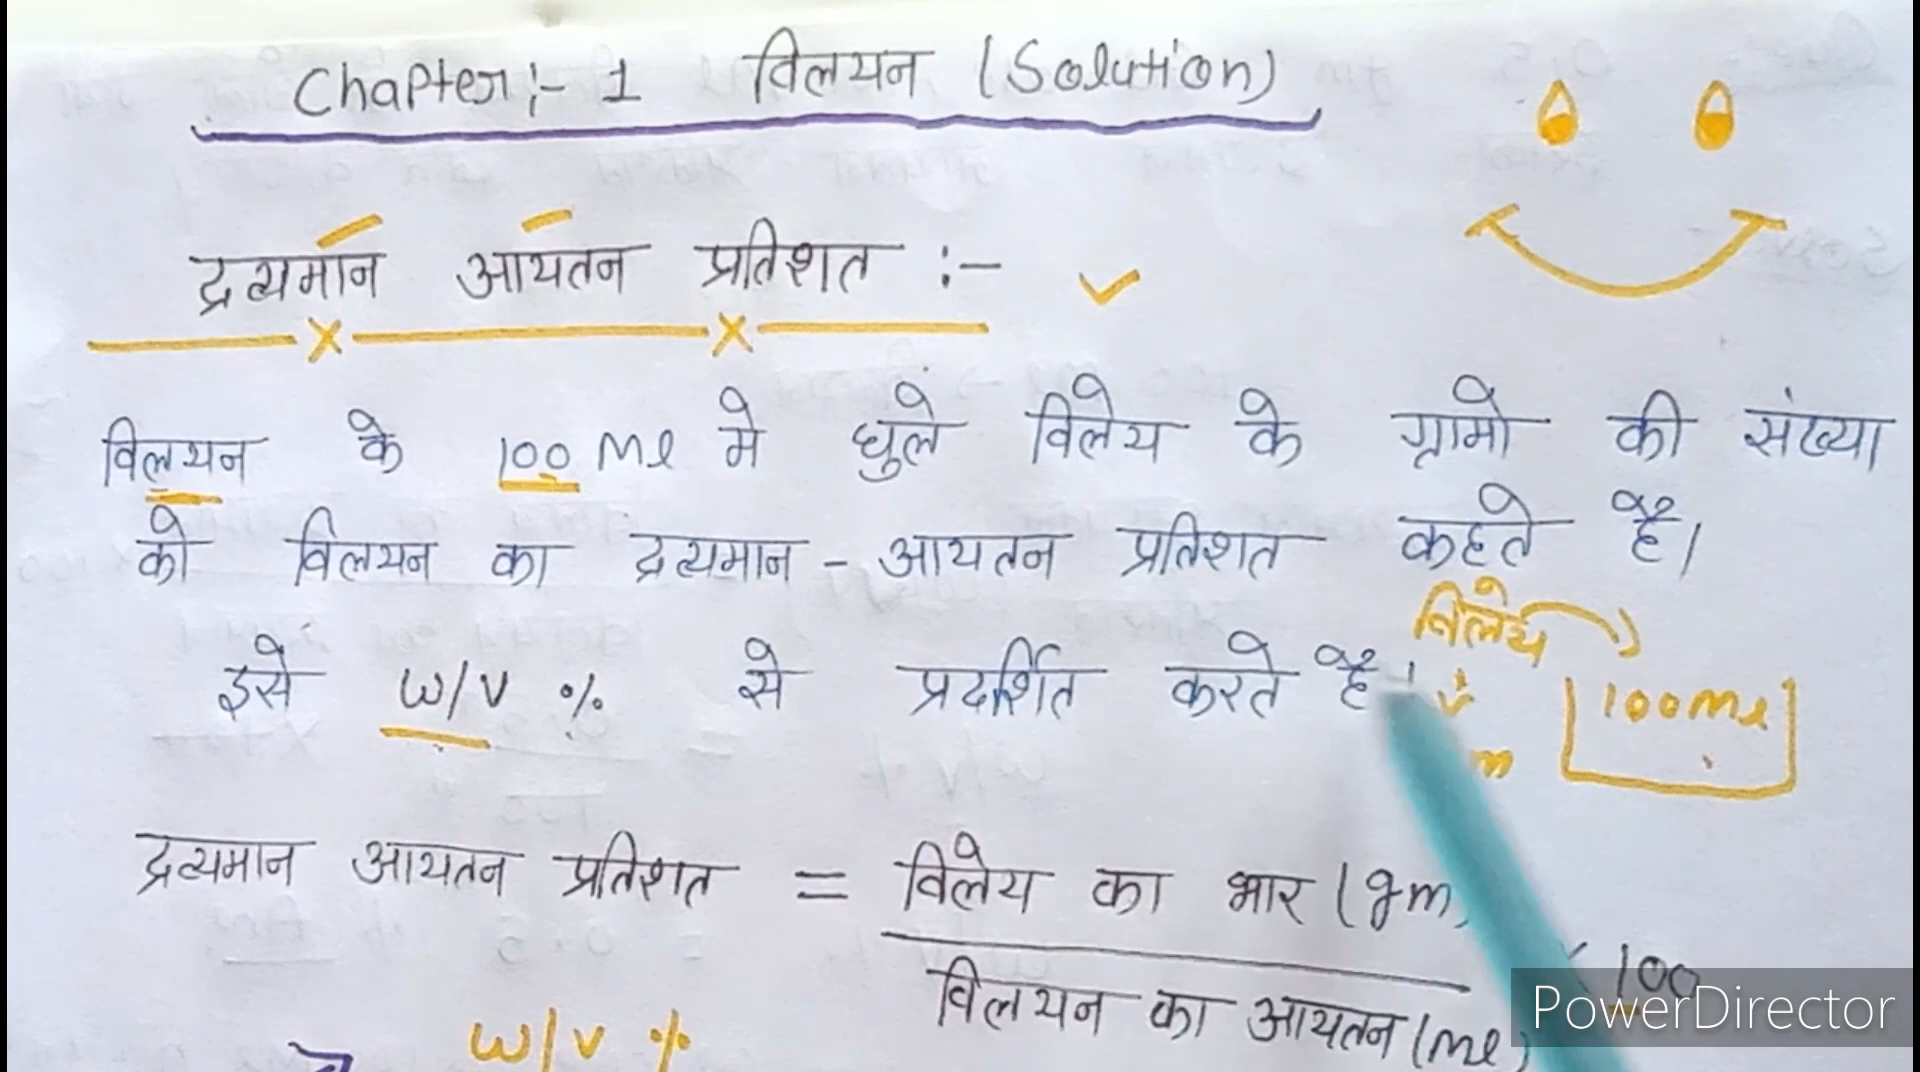 Chapter:- 1 विलयन (Solution)
द्रव्यमान आयतन प्रतिशत :-
विलयन के 100 ml मे घुले विलेय के ग्रामो की संख्या
को विलयन का द्रव्यमान - आयतन प्रतिशत कहते है।
विलेय
इसे w/v % से प्रदर्शित करते है।
100ml
द्रव्यमान आयतन प्रतिशत = विलेय का भार (gm)
विलयन का आयतन (ml)
× 100
w/v %
PowerDirector